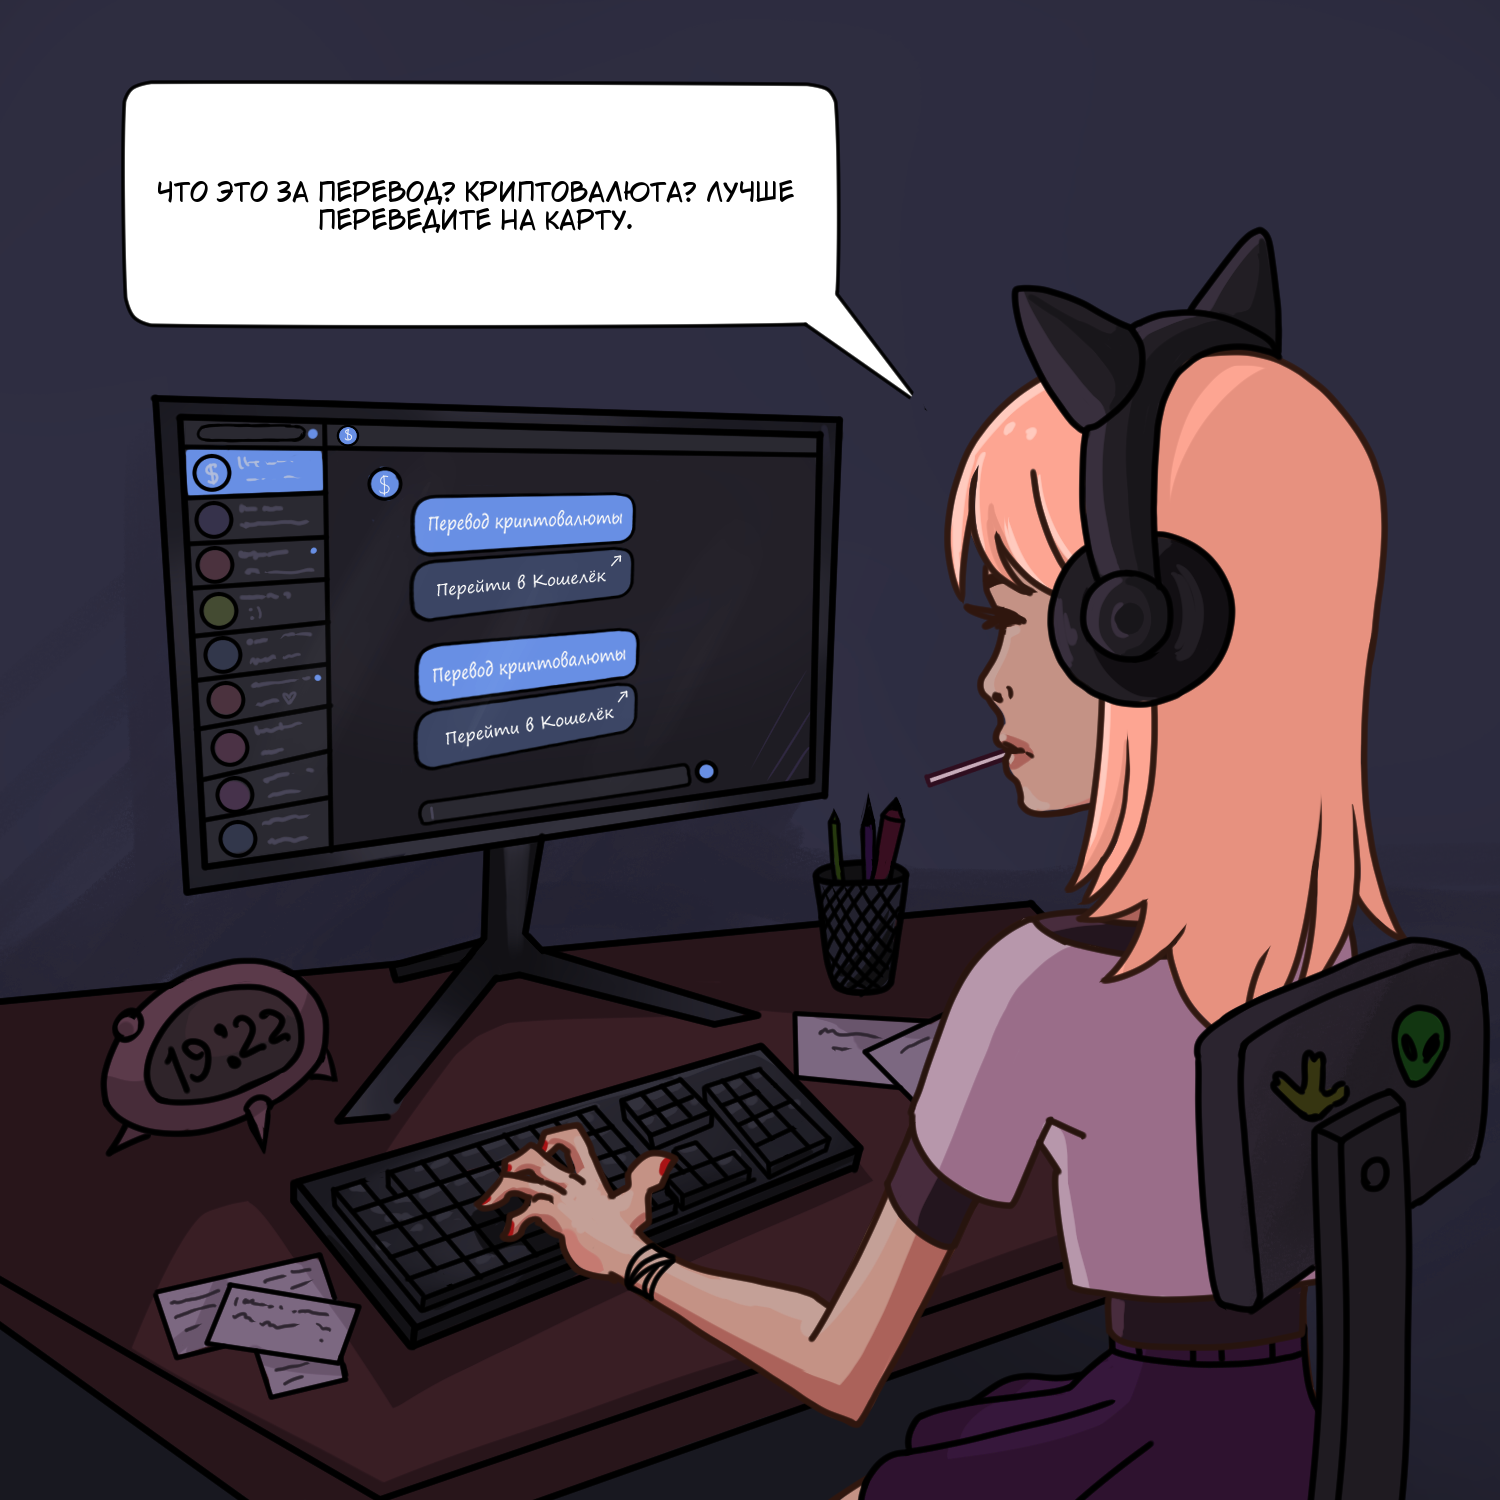 ЧТО ЭТО ЗА ПЕРЕВОД? КРИПТОВАЛЮТА? ЛУЧШЕ
ПЕРЕВЕДИТЕ НА КАРТУ.
$
$
$
Перевод криптовалюты
Перейти в Кошелёк
:)
Перевод криптовалюты
Перейти в Кошелёк
19:22